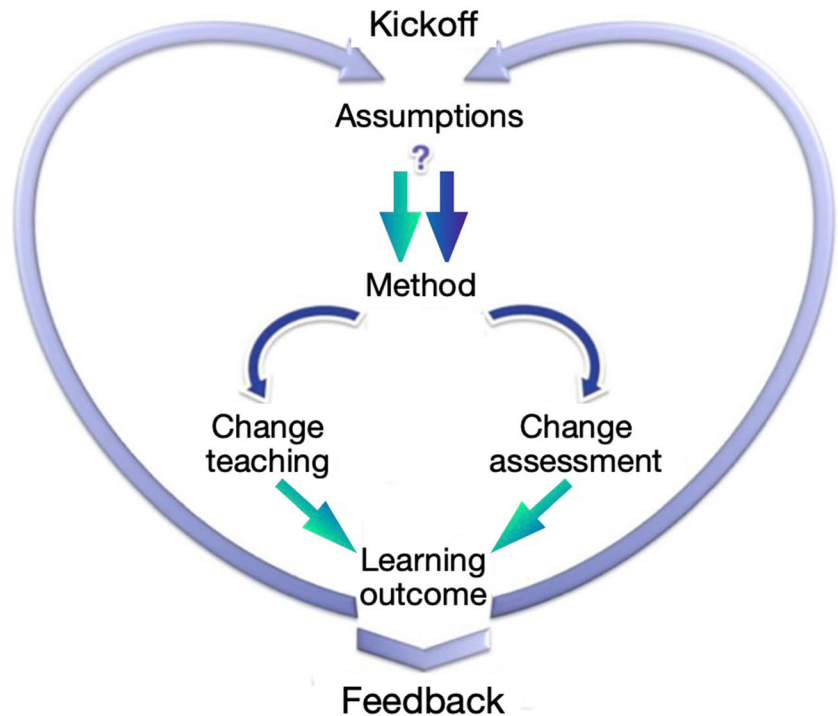 Kickoff
Assumptions
?
Method
Change
teaching
Change
assessment
Learning
outcome
Feedback